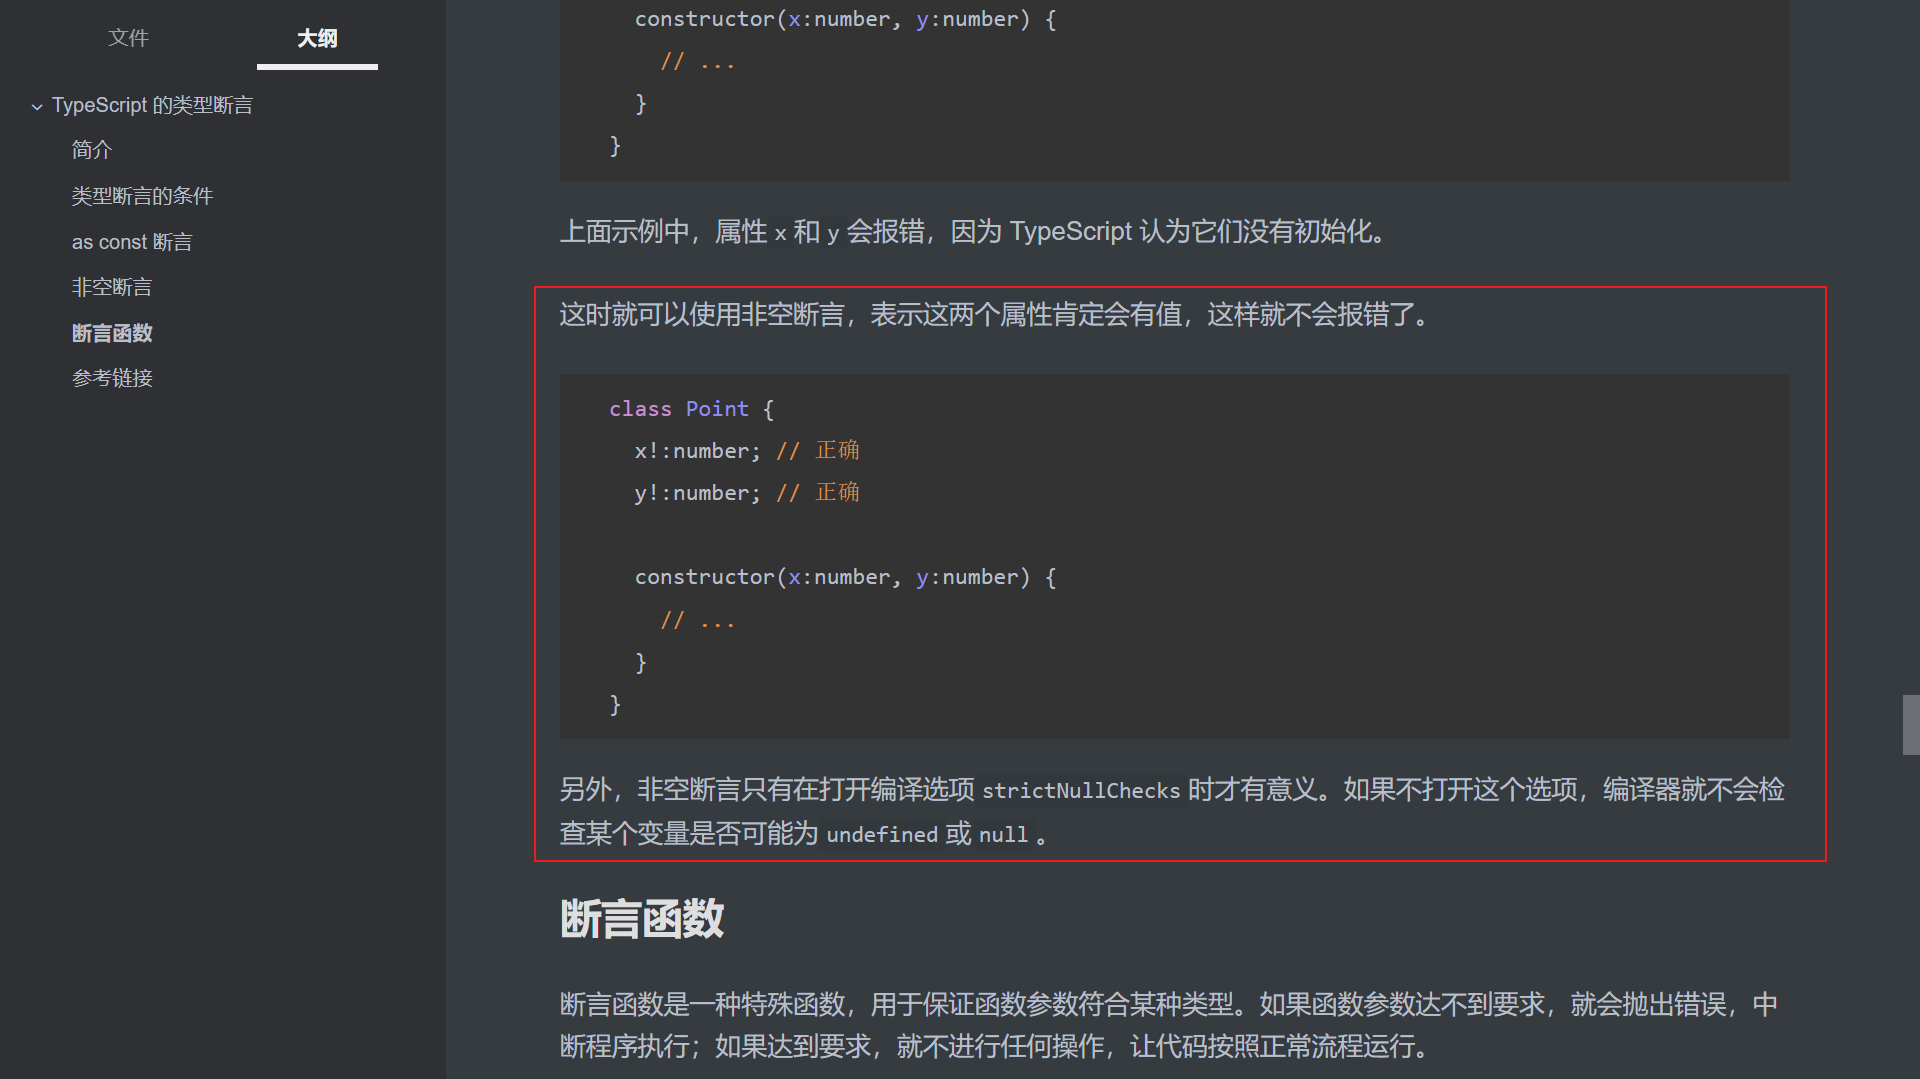 文件
大纲
TypeScript 的类型断言
简介
类型断言的条件
as const 断言
非空断言
断言函数
参考链接
constructor(x:number, y:number) {
// ...
}
}
上面示例中，属性 x 和 y 会报错，因为 TypeScript 认为它们没有初始化。
这时就可以使用非空断言，表示这两个属性肯定会有值，这样就不会报错了。
class Point {
x!:number; // 正确
y!:number; // 正确
constructor(x:number, y:number) {
// ...
}
}
另外，非空断言只有在打开编译选项 strictNullChecks 时才有意义。如果不打开这个选项，编译器就不会检
查某个变量是否可能为 undefined 或 null 。
断言函数
断言函数是一种特殊函数，用于保证函数参数符合某种类型。如果函数参数达不到要求，就会抛出错误，中
断程序执行；如果达到要求，就不进行任何操作，让代码按照正常流程运行。